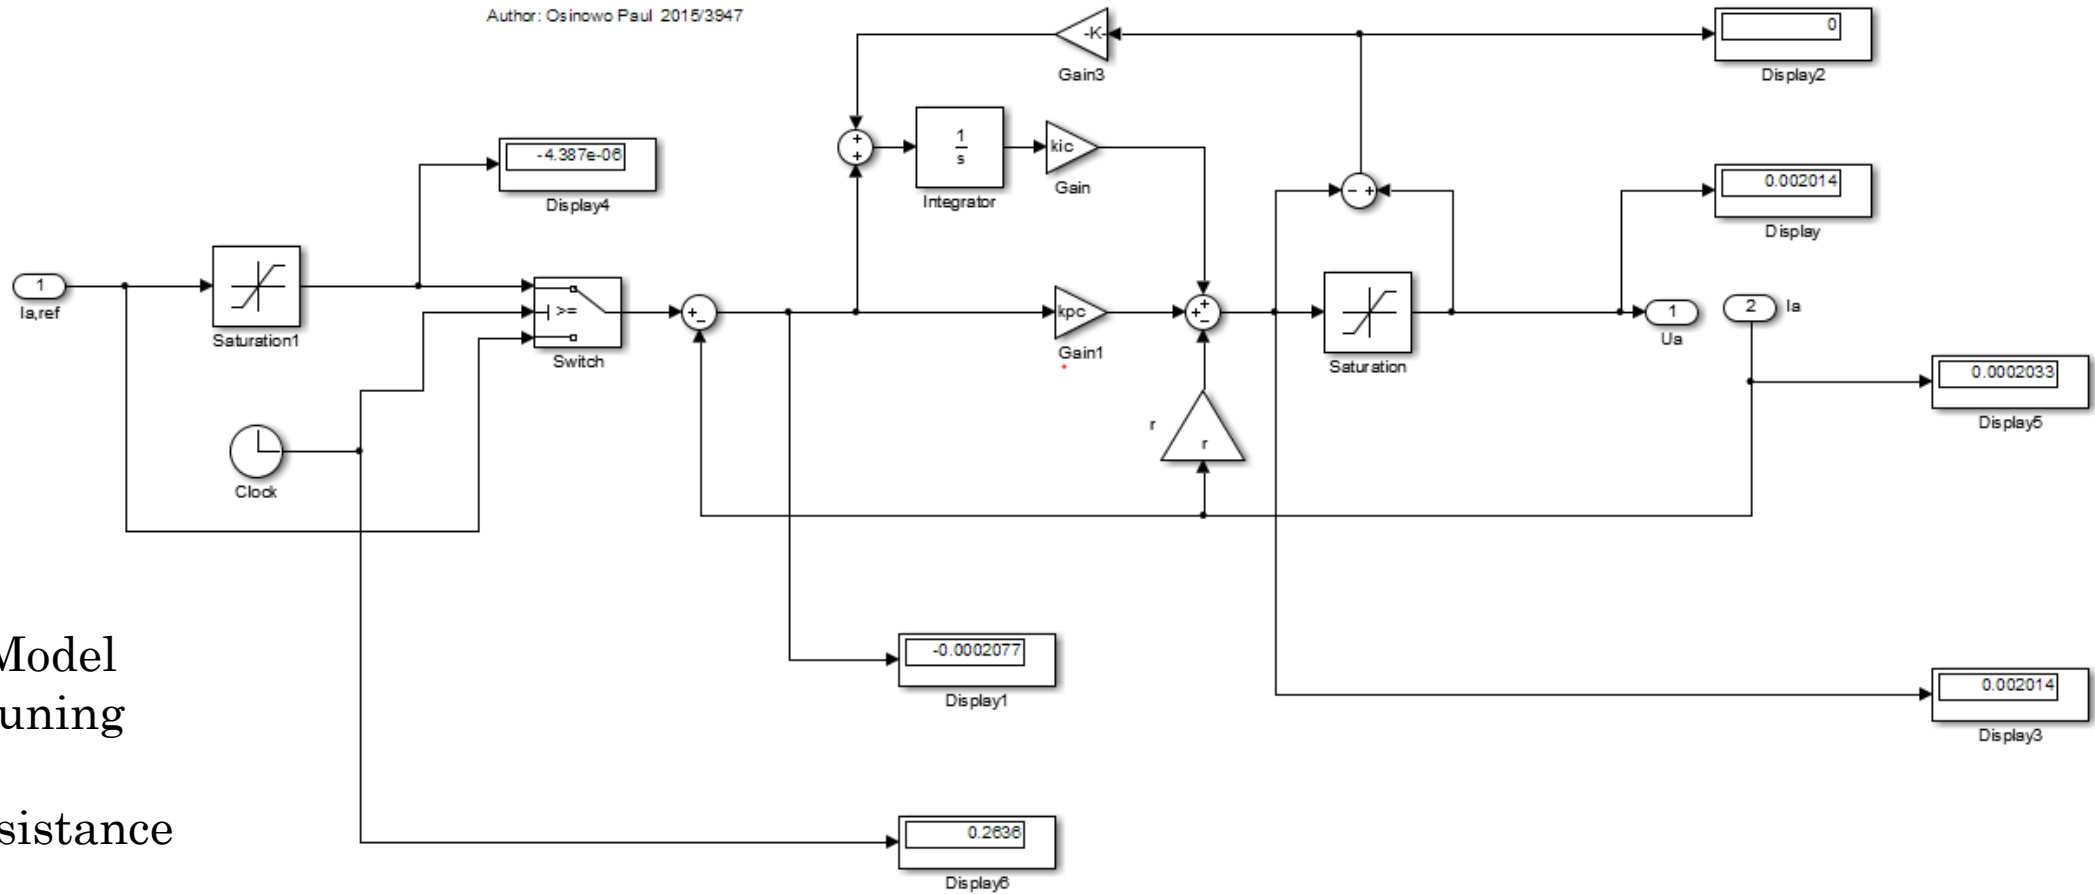 Author: Osinowo Paul 2015/3947
-K-
Gain3
0
Display2
-4.387e-06
Display4
+
+
1
s
Integrator
kic
Gain
- +
0.002014
Display
1
Ia,ref
Saturation1
>=
Switch
+
-
kpc
Gain1
+
+
-
Saturation
1
Ua
2
Ia
0.0002033
Display5
r
r
Clock
Model
uning
sistance
-0.0002077
Display1
0.002014
Display3
0.2636
Display6